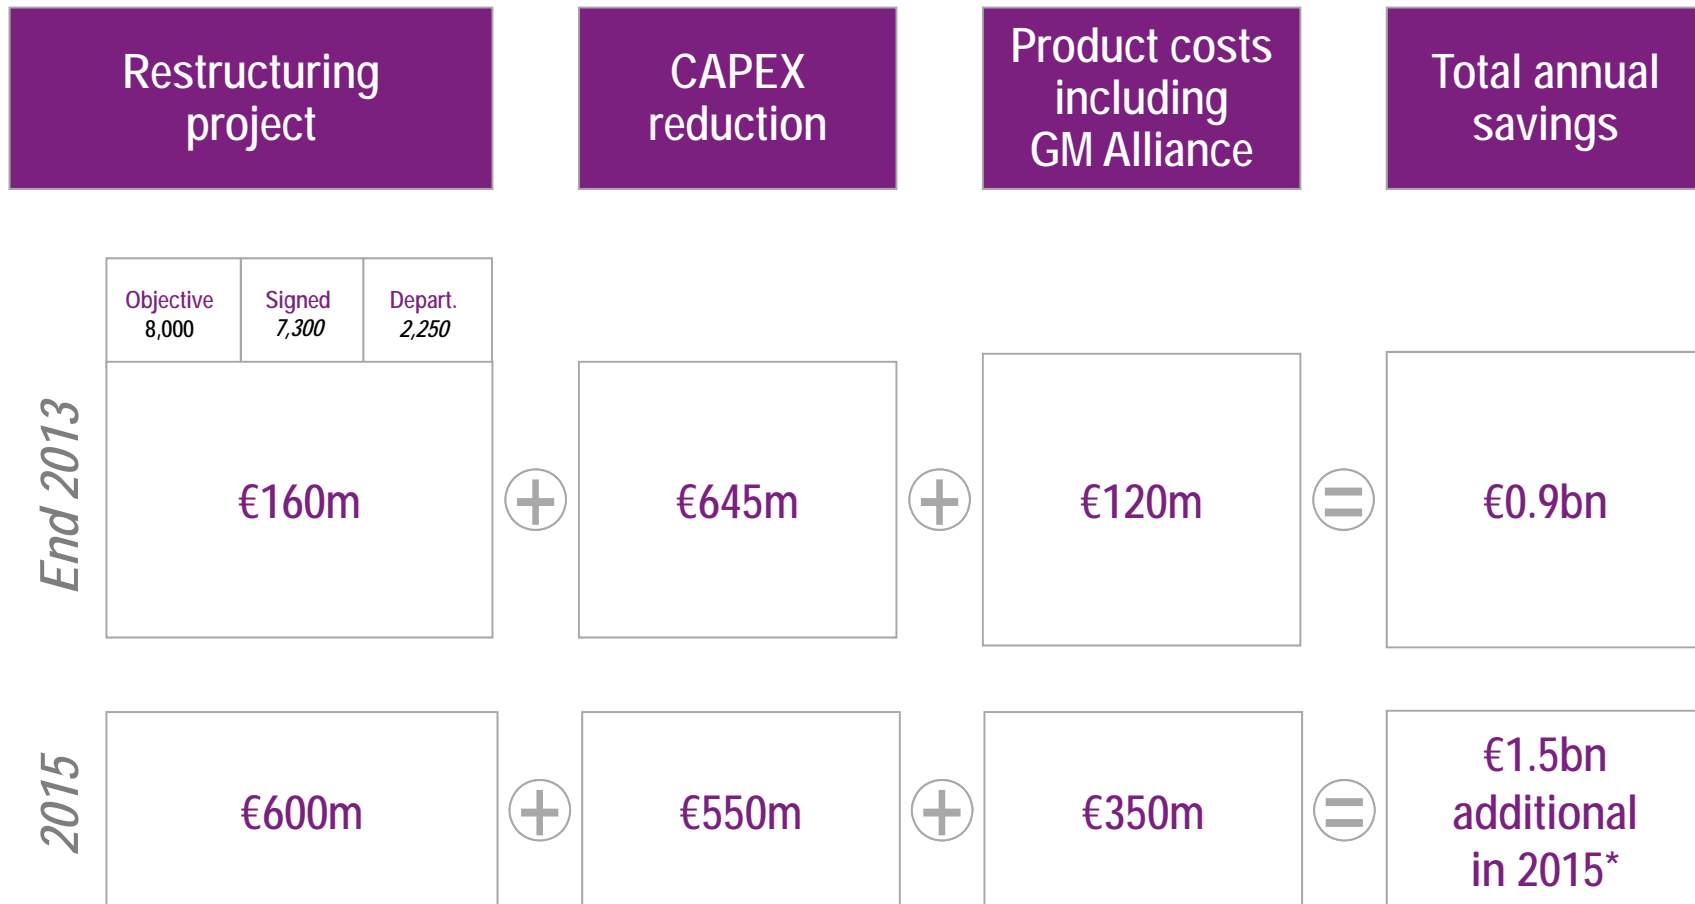 Restructuring
project
CAPEX
reduction
Product costs
including
GM Alliance
Total annual
savings
Objective
8,000
Signed
7,300
Depart.
2,250
End 2013
€160m
+
€645m
+
€120m
=
€0.9bn
2015
€600m
+
€550m
+
€350m
=
€1.5bn
additional
in 2015*